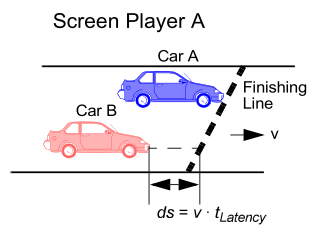 Screen Player A
Car A
Finishing
Line
Car B
v
ds = v · tLatency